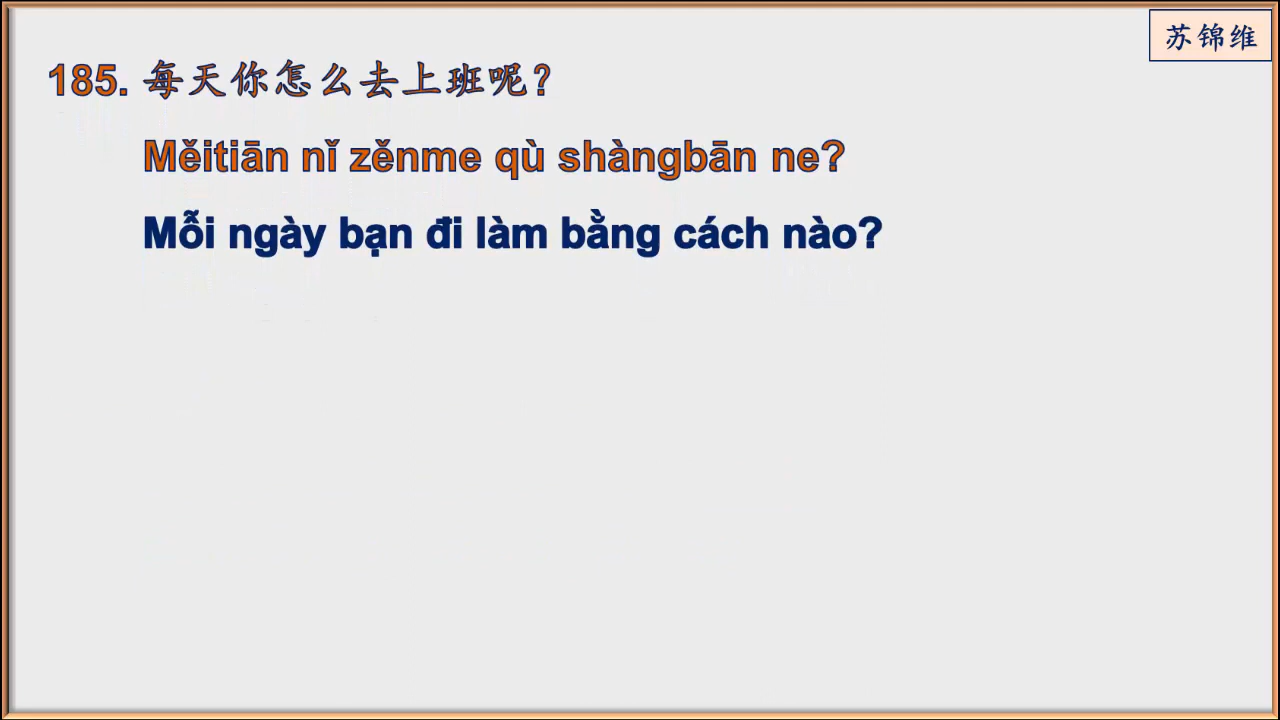 苏锦维
185. 每天你怎么去上班呢？
Měitiān nǐ zěnme qù shàngbān ne?
Mỗi ngày bạn đi làm bằng cách nào?